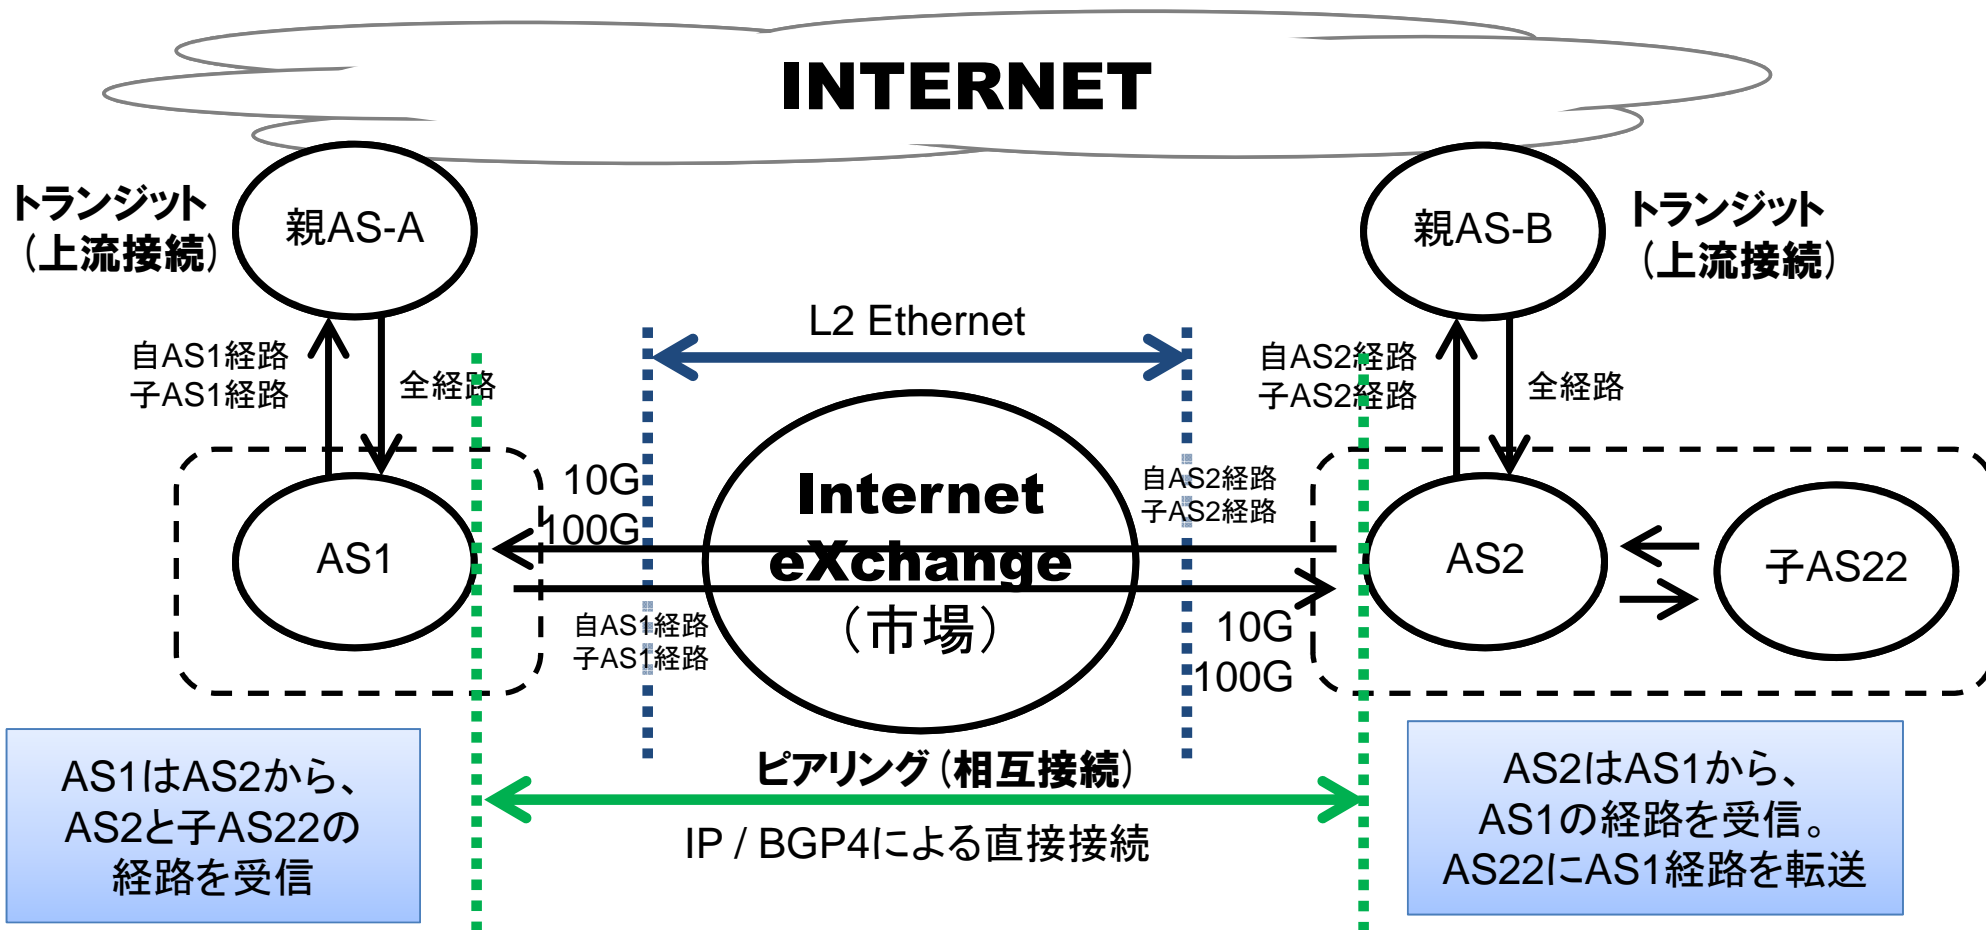 INTERNET
トランジット
(上流接続)
親AS-A
親AS-B
トランジット
(上流接続)
自AS1経路
子AS1経路
全経路
L2 Ethernet
自AS2経路
子AS2経路
全経路
10G
100G
Internet
eXchange
（市場）
自AS2経路
子AS2経路
AS1
AS2
子AS22
自AS1経路
子AS1経路
10G
100G
ピアリング(相互接続)
IP / BGP4による直接接続
AS1はAS2から、
AS2と子AS22の
経路を受信
AS2はAS1から、
AS1の経路を受信。
AS22にAS1経路を転送